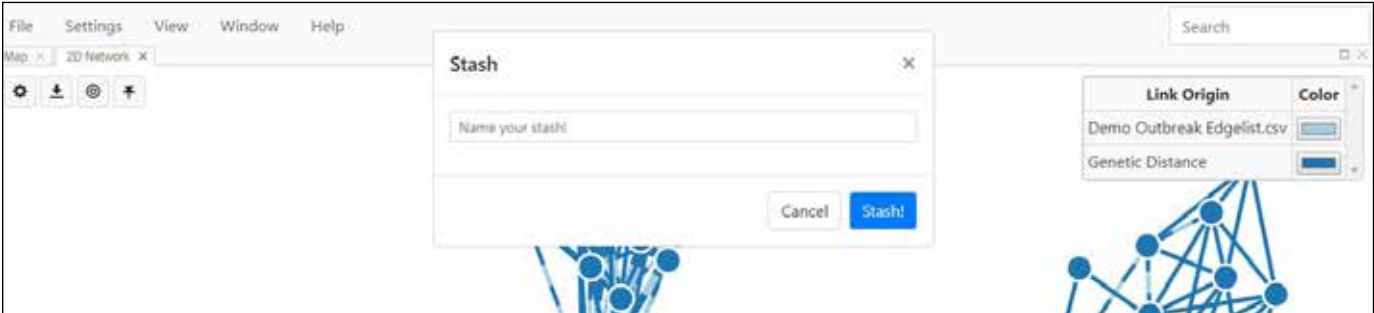 File Settings View Window Help Search
Map × 2D Network ×
Stash ×
Name your stash!
Cancel Stash!
Link Origin Color
Demo Outbreak Edgelist.csv
Genetic Distance